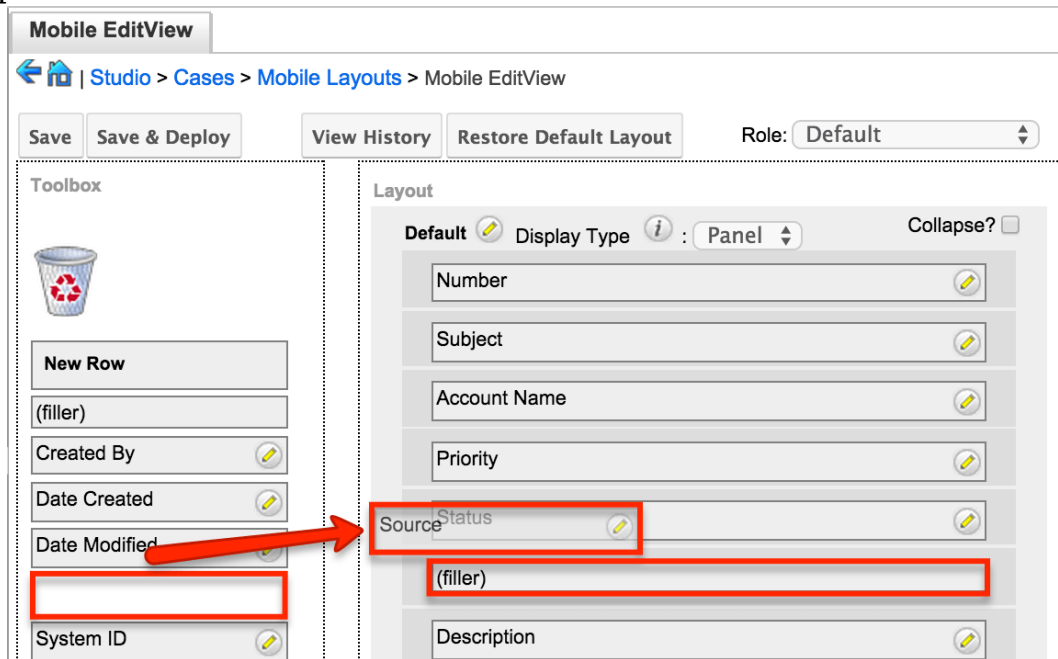 Mobile EditView
| Studio > Cases > Mobile Layouts > Mobile EditView
Save Save & Deploy View History Restore Default Layout Role: Default
Toolbox
New Row
(filler)
Created By
Date Created
Date Modified
System ID
Layout
Default Display Type i : Panel Collapse?
Number
Subject
Account Name
Priority
Source Status
(filler)
Description